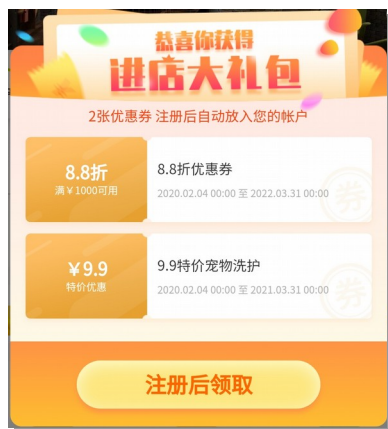 恭喜你获得
进店大礼包
2张优惠券 注册后自动放入您的帐户
8.8折
满￥1000可用
8.8折优惠券
2020.02.04 00:00 至 2022.03.31 00:00
券
￥9.9
特价优惠
9.9特价宠物洗护
2020.02.04 00:00 至 2021.03.31 00:00
券
注册后领取